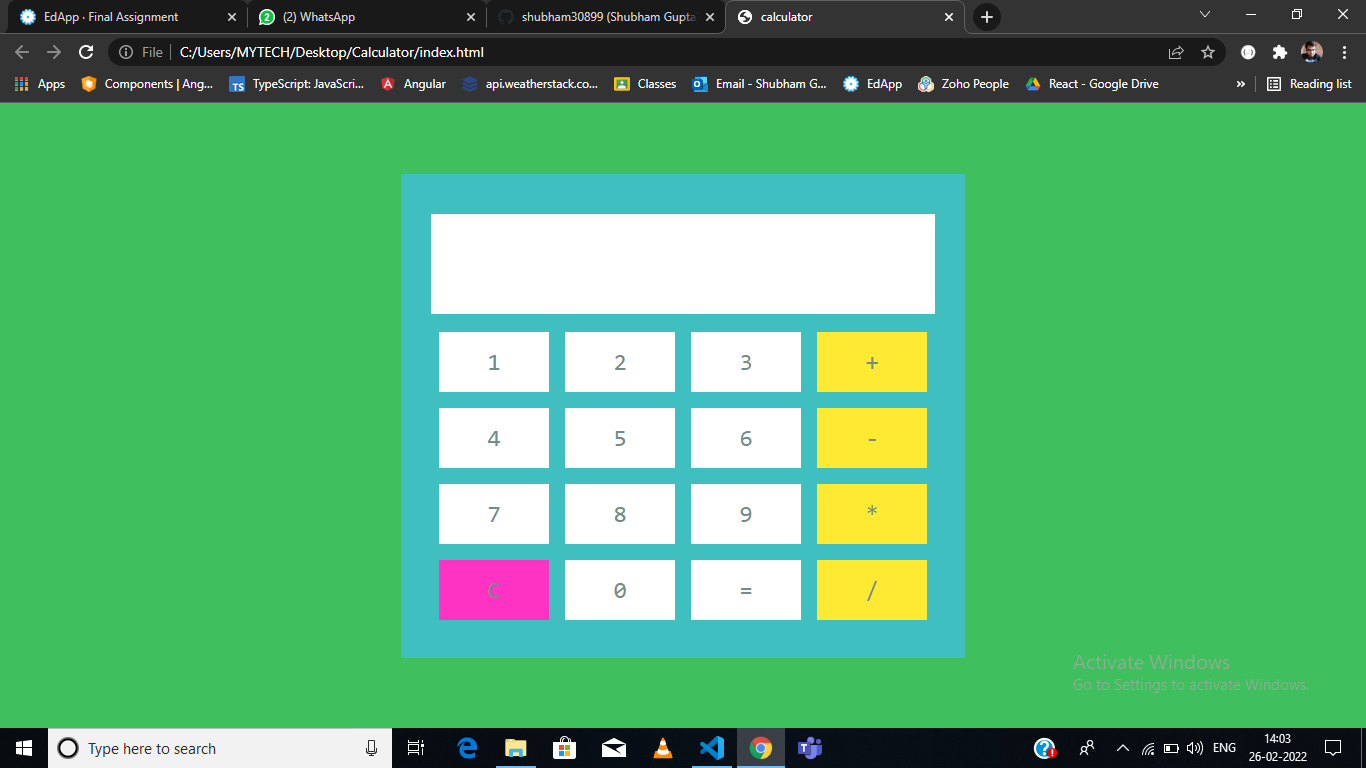 EdApp · Final Assignment
(2) WhatsApp
shubham30899 (Shubham Gupta
calculator
File
C:/Users/MYTECH/Desktop/Calculator/index.html
Apps
Components | Ang...
TypeScript: JavaScri...
Angular
api.weatherstack.co...
Classes
Email - Shubham G...
EdApp
Zoho People
React - Google Drive
»
Reading list
1 2 3 +
4 5 6 -
7 8 9 *
C 0 = /
Activate Windows
Go to Settings to activate Windows.
Type here to search
ENG
14:03
26-02-2022